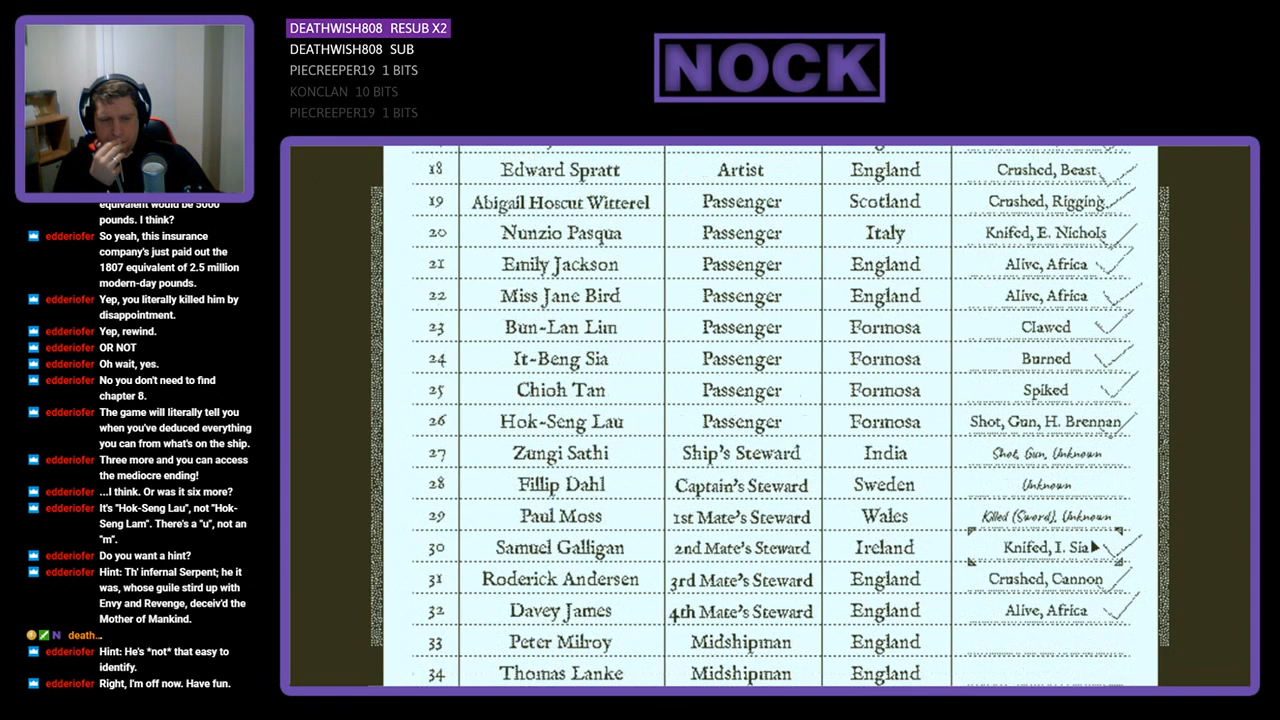 DEATHWISH808 RESUB X2
DEATHWISH808 SUB
PIECREEPER19 1 BITS
KONCLAN 10 BITS
PIECREEPER19 1 BITS
NOCK
equivalent would be 5000
pounds. I think?
edderiofer So yeah, this insurance
company's just paid out the
1807 equivalent of 2.5 million
modern-day pounds.
edderiofer Yep, you literally killed him by
disappointment.
edderiofer Yep, rewind.
edderiofer OR NOT
edderiofer Oh wait, yes.
edderiofer No you don't need to find
chapter 8.
edderiofer The game will literally tell you
when you've deduced everything
you can from what's on the ship.
edderiofer Three more and you can access
the mediocre ending!
edderiofer ...I think. Or was it six more?
edderiofer It's "Hok-Seng Lau", not "Hok-
Seng Lam". There's a "u", not an
"m".
edderiofer Do you want a hint?
edderiofer Hint: Th' infernal Serpent; he it
was, whose guile stird up with
Envy and Revenge, deceiv'd the
Mother of Mankind.
N death…
edderiofer Hint: He's *not* that easy to
identify.
edderiofer Right, I'm off now. Have fun.
18 Edward Spratt Artist England Crushed, Beast
19 Abigail Hoscut Witterel Passenger Scotland Crushed, Rigging
20 Nunzio Pasqua Passenger Italy Knifed, E. Nichols
21 Emily Jackson Passenger England Alive, Africa
22 Miss Jane Bird Passenger England Alive, Africa
23 Bun-Lan Lim Passenger Formosa Clawed
24 It-Beng Sia Passenger Formosa Burned
25 Chioh Tan Passenger Formosa Spiked
26 Hok-Seng Lau Passenger Formosa Shot, Gun, H. Brennan
27 Zungi Sathi Ship's Steward India Shot, Gun, Unknown
28 Fillip Dahl Captain's Steward Sweden Unknown
29 Paul Moss 1st Mate's Steward Wales Killed (Sword), Unknown
30 Samuel Galligan 2nd Mate's Steward Ireland Knifed, I. Sia
31 Roderick Andersen 3rd Mate's Steward England Crushed, Cannon
32 Davey James 4th Mate's Steward England Alive, Africa
33 Peter Milroy Midshipman England
34 Thomas Lanke Midshipman England